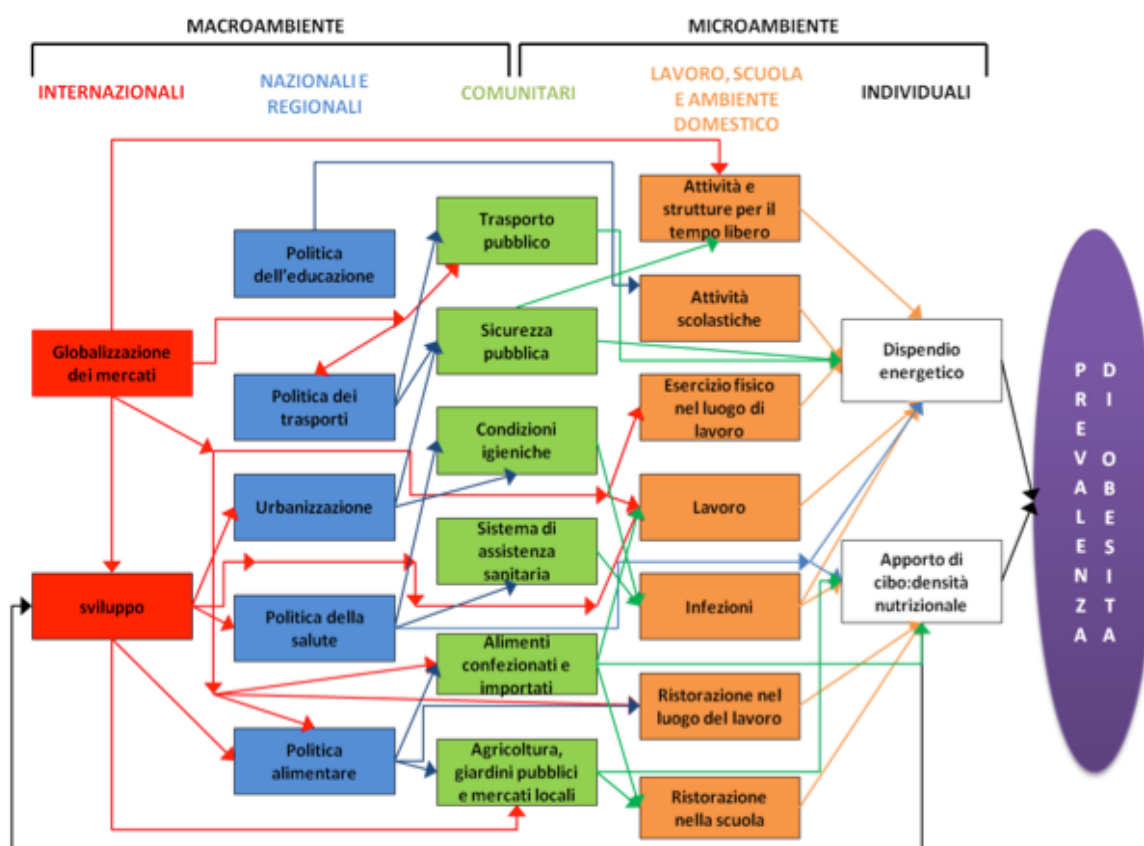 MACROAMBIENTE
MICROAMBIENTE
INTERNAZIONALI
NAZIONALI E
REGIONALI
COMUNITARI
LAVORO, SCUOLA
E AMBIENTE
DOMESTICO
INDIVIDUALI
Globalizzazione
dei mercati
sviluppo
Politica
dell'educazione
Politica dei
trasporti
Urbanizzazione
Politica della
salute
Politica
alimentare
Trasporto
pubblico
Sicurezza
pubblica
Condizioni
igieniche
Sistema di
assistenza
sanitaria
Alimenti
confezionati e
importati
Agricoltura,
giardini pubblici
e mercati locali
Attività e
strutture per il
tempo libero
Attività
scolastiche
Esercizio fisico
nel luogo di
lavoro
Lavoro
Infezioni
Ristorazione nel
luogo del lavoro
Ristorazione
nella scuola
Dispendio
energetico
Apporto di
cibo:densità
nutrizionale
PREVALENZA
DI OBESITA